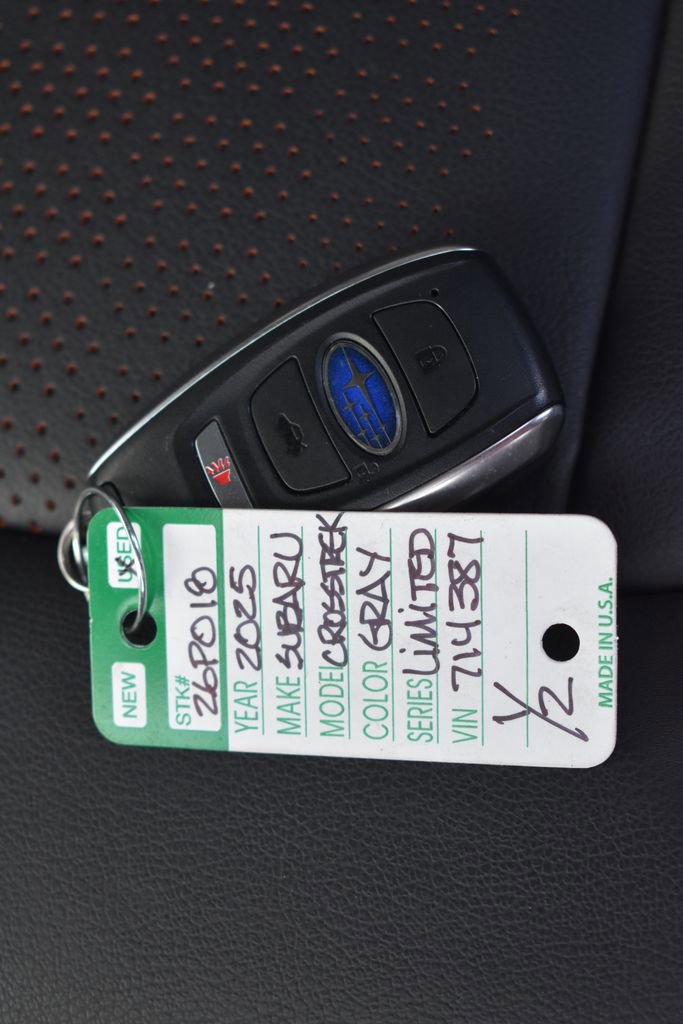 NEW USED
STK# 26P010
YEAR 2025
MAKE SUBARU
MODEL CROSSTREK
COLOR GRAY
SERIES LIMITED
VIN 714387
1/2
MADE IN U.S.A.